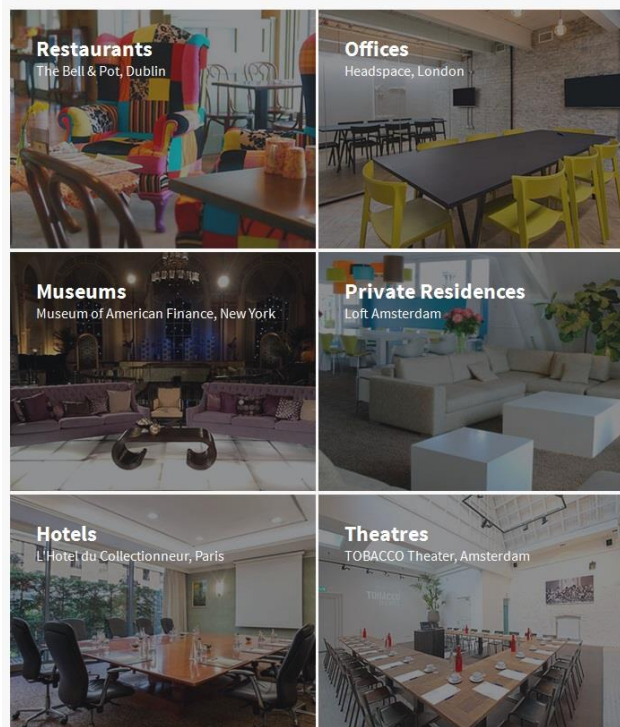 Restaurants
The Bell & Pot, Dublin
Offices
Headspace, London
Museums
Museum of American Finance, New York
Private Residences
Loft Amsterdam
Hotels
L'Hotel du Collectionneur, Paris
Theatres
TOBACCO Theater, Amsterdam
TOBACCO